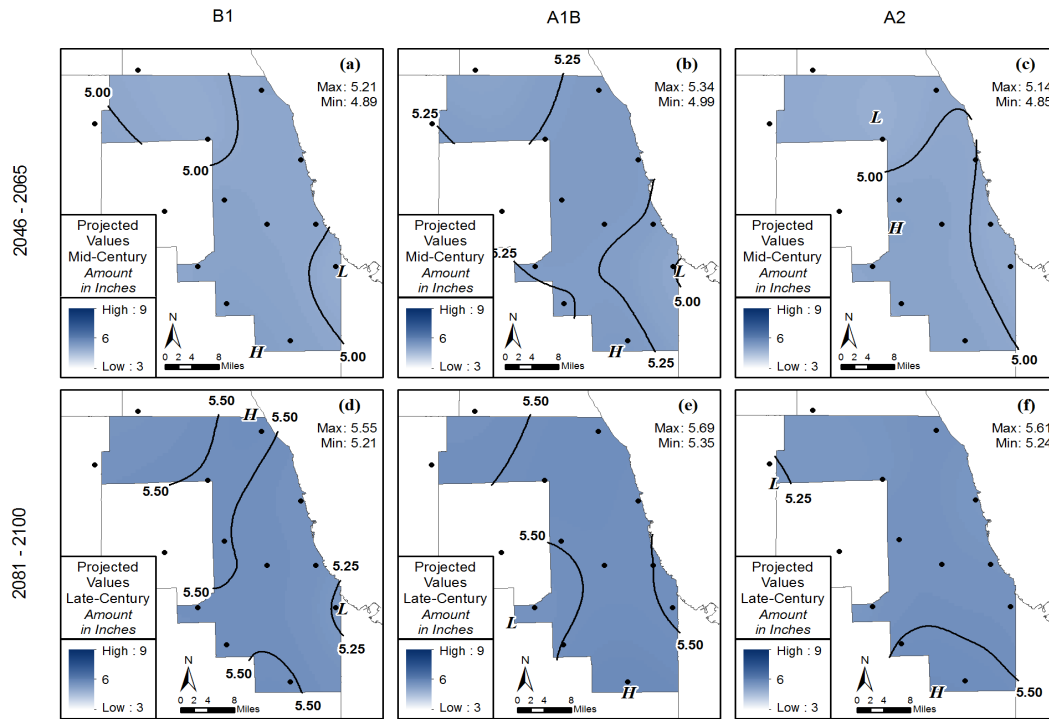 B1
A1B
A2
2046 - 2065
(a)
Max: 5.21
Min: 4.89
5.00
5.00
L
H
5.00
Projected
Values
Mid-Century
Amount
in Inches
High : 9
6
Low : 3
N
0 2 4 8
Miles
5.25
(b)
Max: 5.34
Min: 4.99
5.25
5.25
L
5.00
H
5.25
Projected
Values
Mid-Century
Amount
in Inches
High : 9
6
Low : 3
N
0 2 4 8
Miles
(c)
Max: 5.14
Min: 4.85
L
5.00
H
5.00
Projected
Values
Mid-Century
Amount
in Inches
High : 9
6
Low : 3
N
0 2 4 8
Miles
2081 - 2100
5.50
H
5.50
(d)
Max: 5.55
Min: 5.21
5.50
5.25
5.50
L
5.25
5.50
5.50
Projected
Values
Late-Century
Amount
in Inches
High : 9
6
Low : 3
N
0 2 4 8
Miles
5.50
(e)
Max: 5.69
Min: 5.35
5.50
L
5.50
H
Projected
Values
Late-Century
Amount
in Inches
High : 9
6
Low : 3
N
0 2 4 8
Miles
(f)
Max: 5.61
Min: 5.24
L
5.25
H
5.50
Projected
Values
Late-Century
Amount
in Inches
High : 9
6
Low : 3
N
0 2 4 8
Miles